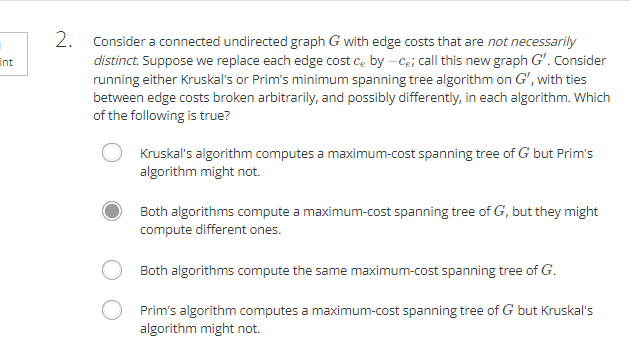 2. Consider a connected undirected graph G with edge costs that are not necessarily
distinct. Suppose we replace each edge cost cₑ by −cₑ; call this new graph G′. Consider
running either Kruskal's or Prim's minimum spanning tree algorithm on G′, with ties
between edge costs broken arbitrarily, and possibly differently, in each algorithm. Which
of the following is true?
Kruskal's algorithm computes a maximum-cost spanning tree of G but Prim's
algorithm might not.
Both algorithms compute a maximum-cost spanning tree of G, but they might
compute different ones.
Both algorithms compute the same maximum-cost spanning tree of G.
Prim's algorithm computes a maximum-cost spanning tree of G but Kruskal's
algorithm might not.